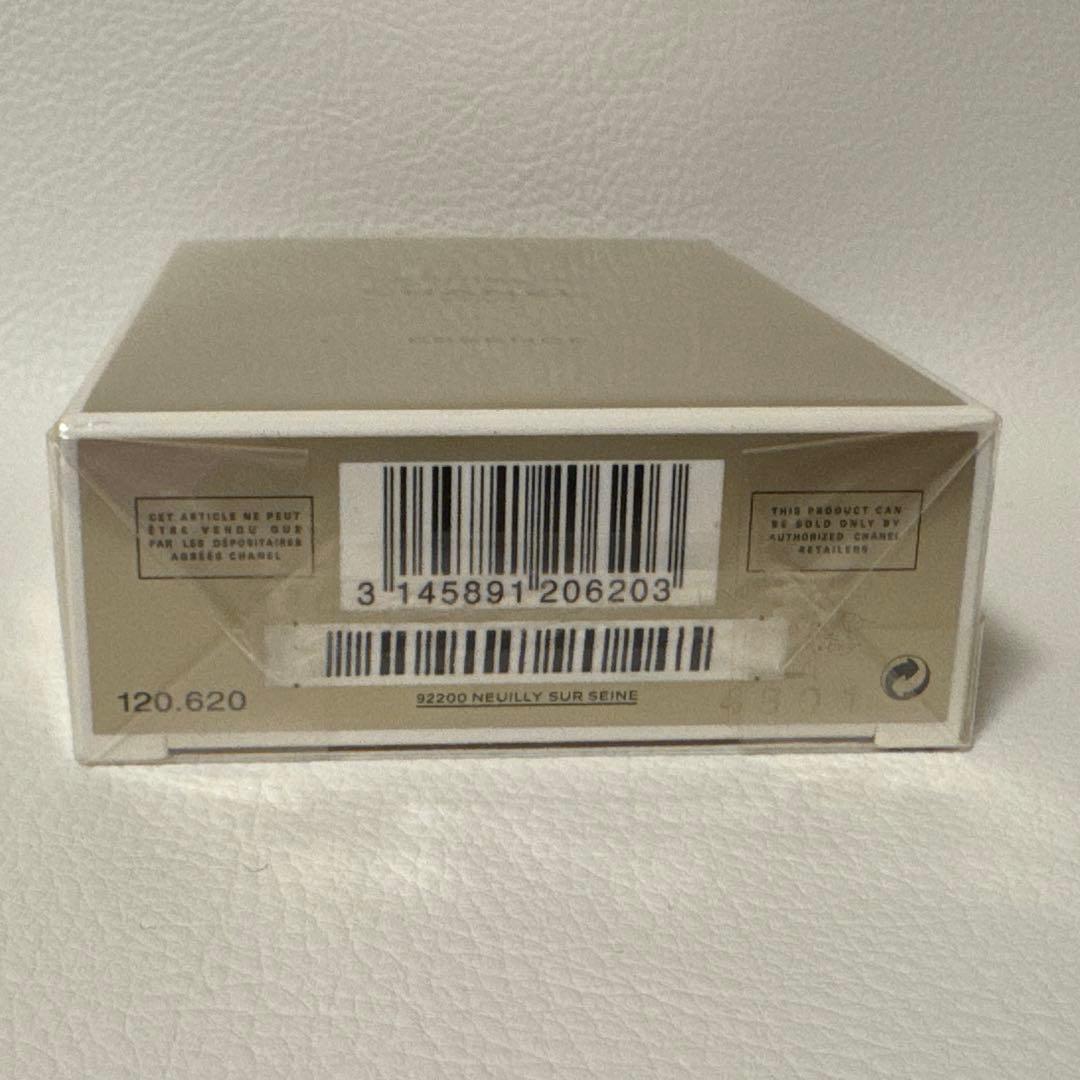 CHANEL
CET ARTICLE NE PEUT
ÊTRE VENDU QUE
PAR LES DÉPOSITAIRES
AGRÉÉS CHANEL
3 145891 206203
THIS PRODUCT CAN
BE SOLD ONLY BY
AUTHORIZED CHANEL
RETAILERS
120.620
92200 NEUILLY SUR SEINE